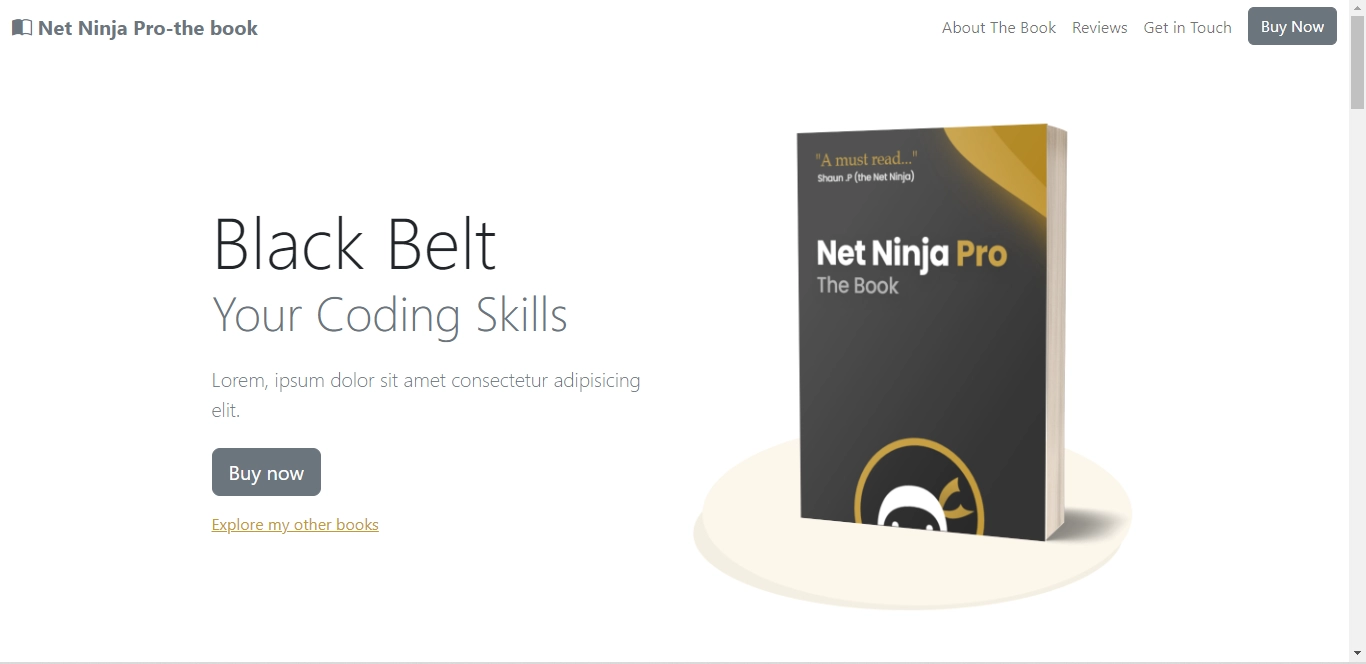 Net Ninja Pro-the book
About The Book
Reviews
Get in Touch
Buy Now
Black Belt
Your Coding Skills
Lorem, ipsum dolor sit amet consectetur adipisicing
elit.
Buy now
Explore my other books
"A must read..."
Shaun .P (the Net Ninja)
Net Ninja Pro
The Book